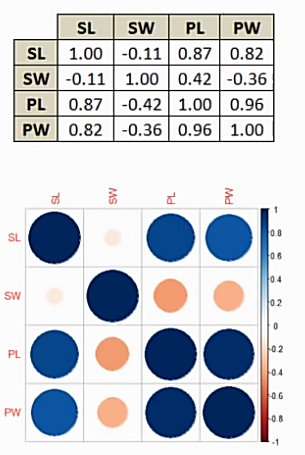 SL SW PL PW
SL 1.00 -0.11 0.87 0.82
SW -0.11 1.00 0.42 -0.36
PL 0.87 -0.42 1.00 0.96
PW 0.82 -0.36 0.96 1.00
SL SW PL PW
SL
SW
PL
PW
1
0.8
0.6
0.4
0.2
0
-0.2
-0.4
-0.6
-0.8
-1